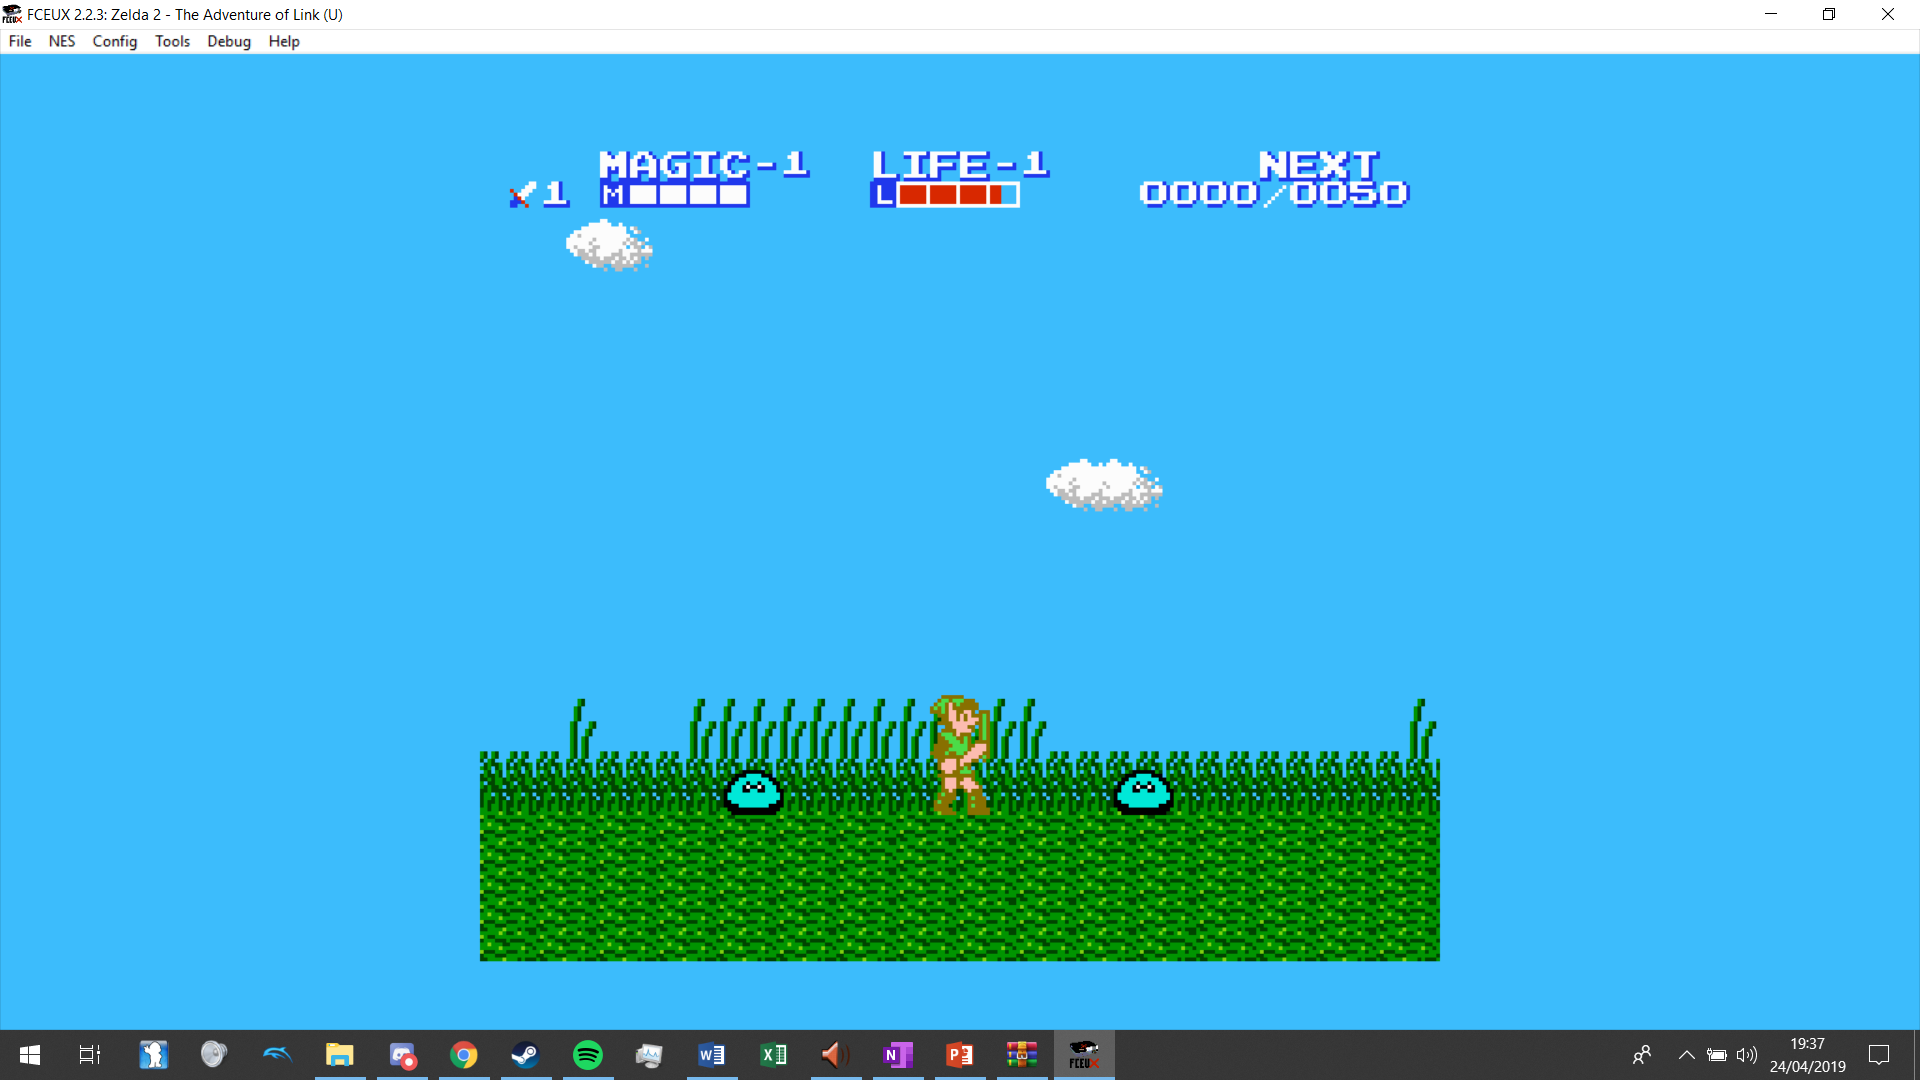 FCEUX 2.2.3: Zelda 2 - The Adventure of Link (U)
File NES Config Tools Debug Help
MAGIC-1 LIFE-1 NEXT
1 M L 0000/0050
19:37
24/04/2019
W X N P FCEUX